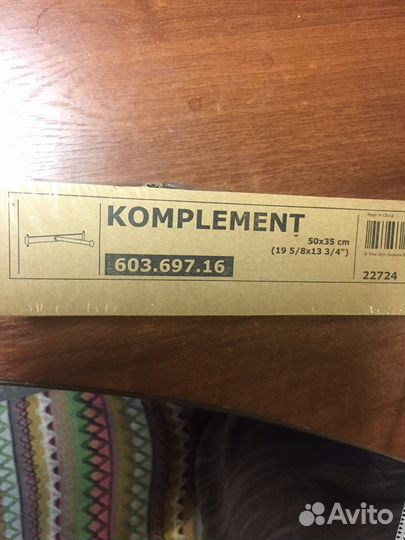 KOMPLEMENT
50x35 cm
(19 5/8x13 3/4")
603.697.16
Made in China
22724
Avito